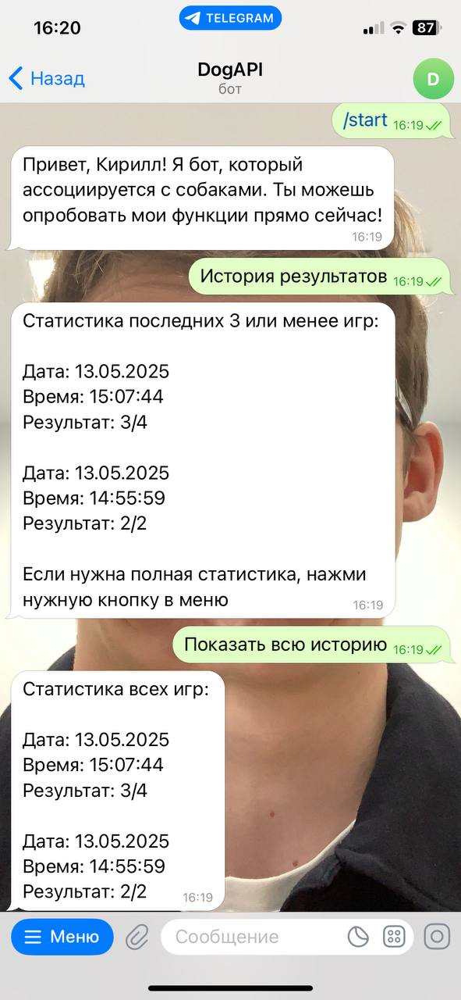 16:20
TELEGRAM
87
Назад
DogAPI
бот
D
/start 16:19
Привет, Кирилл! Я бот, который
ассоциируется с собаками. Ты можешь
опробовать мои функции прямо сейчас!
16:19
История результатов 16:19
Статистика последних 3 или менее игр:
Дата: 13.05.2025
Время: 15:07:44
Результат: 3/4
Дата: 13.05.2025
Время: 14:55:59
Результат: 2/2
Если нужна полная статистика, нажми
нужную кнопку в меню 16:19
Показать всю историю 16:19
Статистика всех игр:
Дата: 13.05.2025
Время: 15:07:44
Результат: 3/4
Дата: 13.05.2025
Время: 14:55:59
Результат: 2/2 16:19
Меню
Сообщение